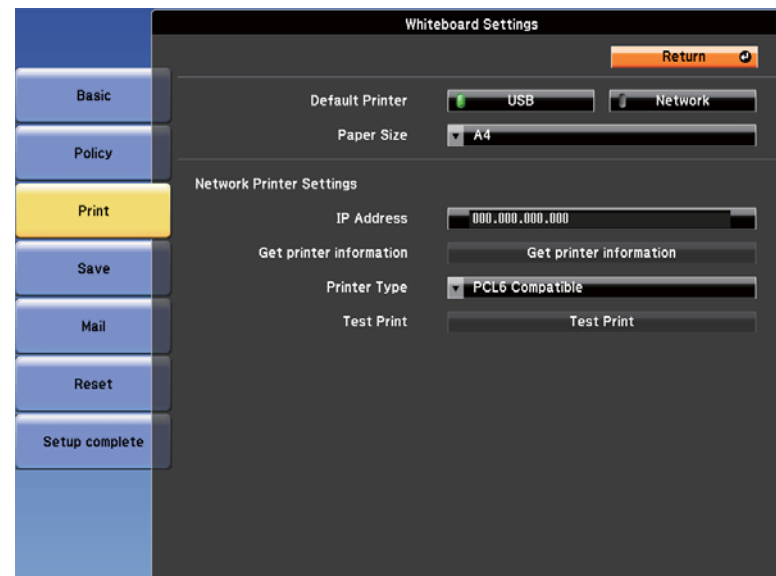 Whiteboard Settings
Return
Basic
Policy
Print
Save
Mail
Reset
Setup complete
Default Printer USB Network
Paper Size A4
Network Printer Settings
IP Address 000.000.000.000
Get printer information Get printer information
Printer Type PCL6 Compatible
Test Print Test Print